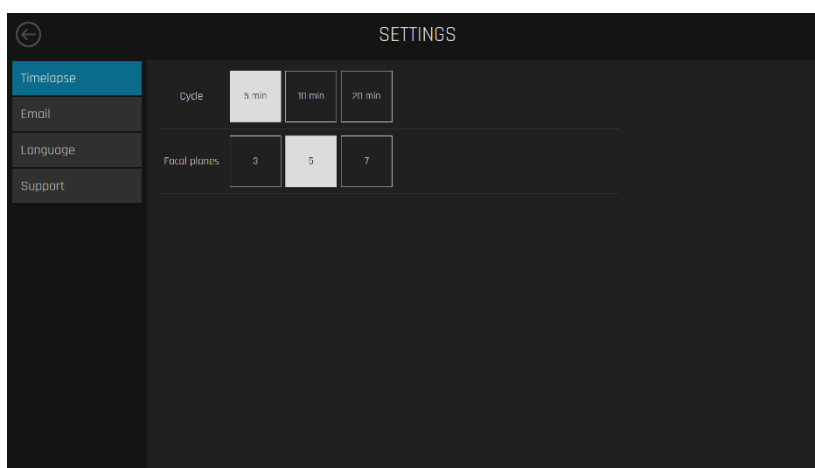 SETTINGS
Timelapse
Email
Language
Support
Cycle 5 min 10 min 20 min
Focal planes 3 5 7